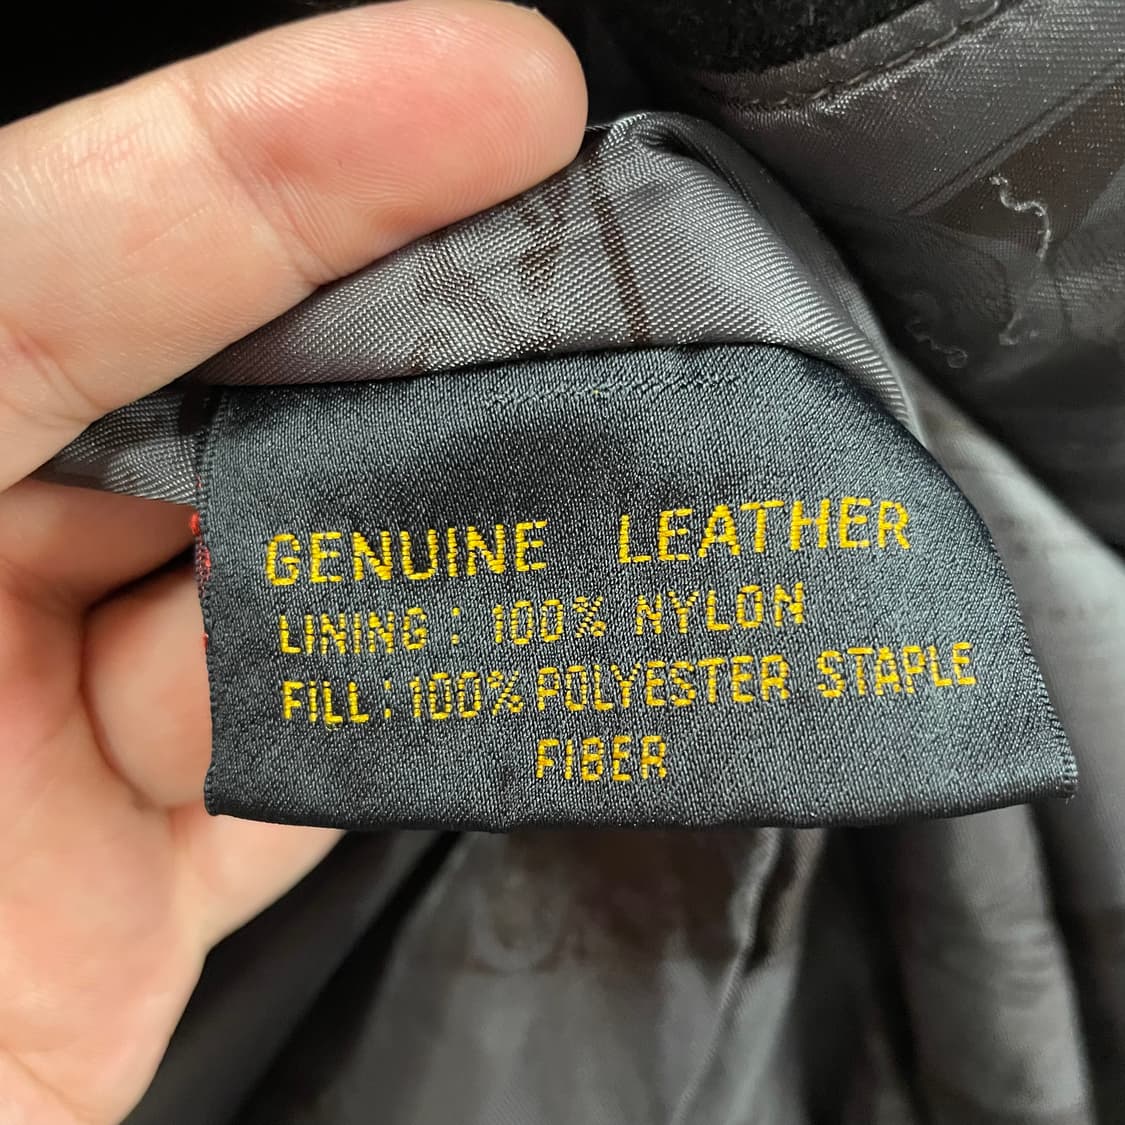 GENUINE LEATHER
LINING : 100% NYLON
FILL : 100% POLYESTER STAPLE
FIBER